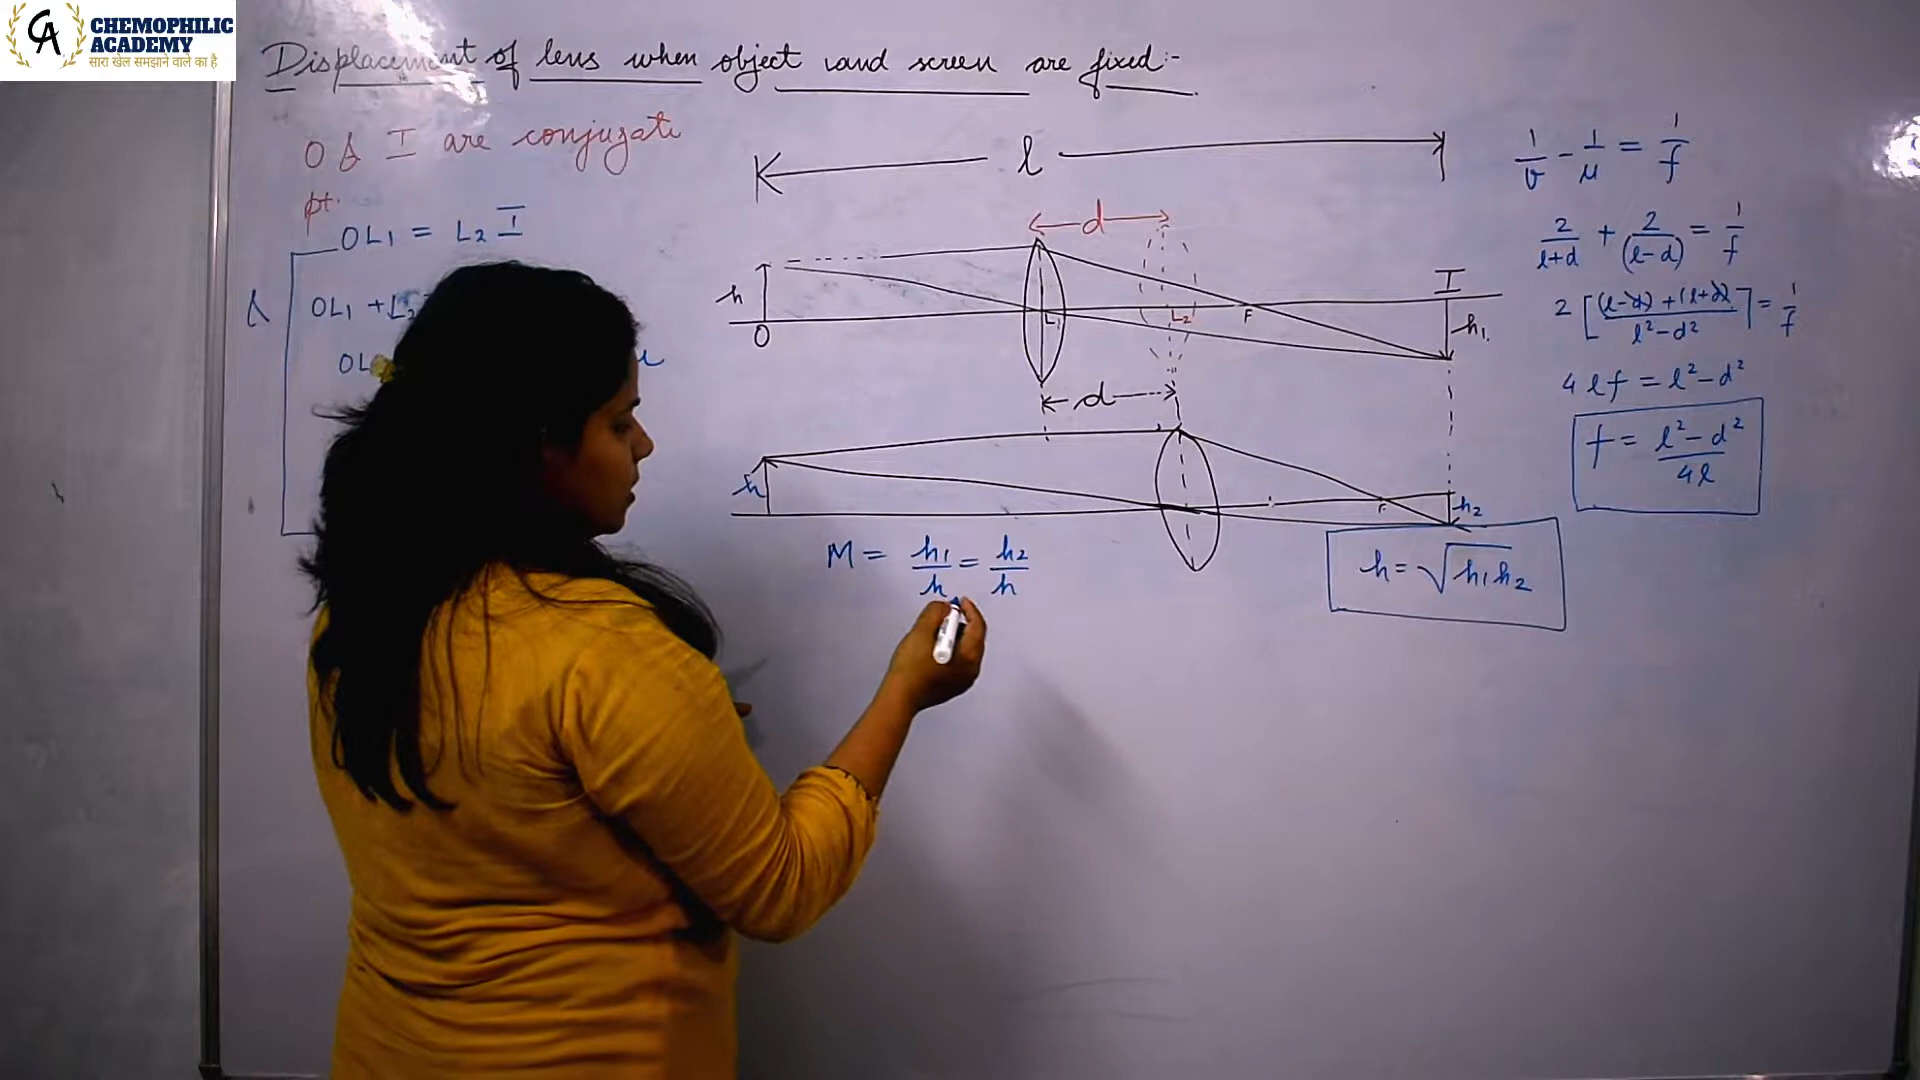 CHEMOPHILIC
ACADEMY
सारा खेल समझाने वाले का है
Displacement of lens when object and screen are fixed:-
O & I are conjugate
pt.
OL₁ = L₂ I
OL₁ + L₂
OL
l
d
h
O
L₁
L₂
F
I
h₁
d
h
F
h₂
M = h₁/h = h₂/h
h = √h₁h₂
1/v - 1/u = 1/f
2/(l+d) + 2/(l-d) = 1/f
2 [(l-d) + (l+d) / l²-d²] = 1/f
4lf = l²-d²
f = l²-d²/4l